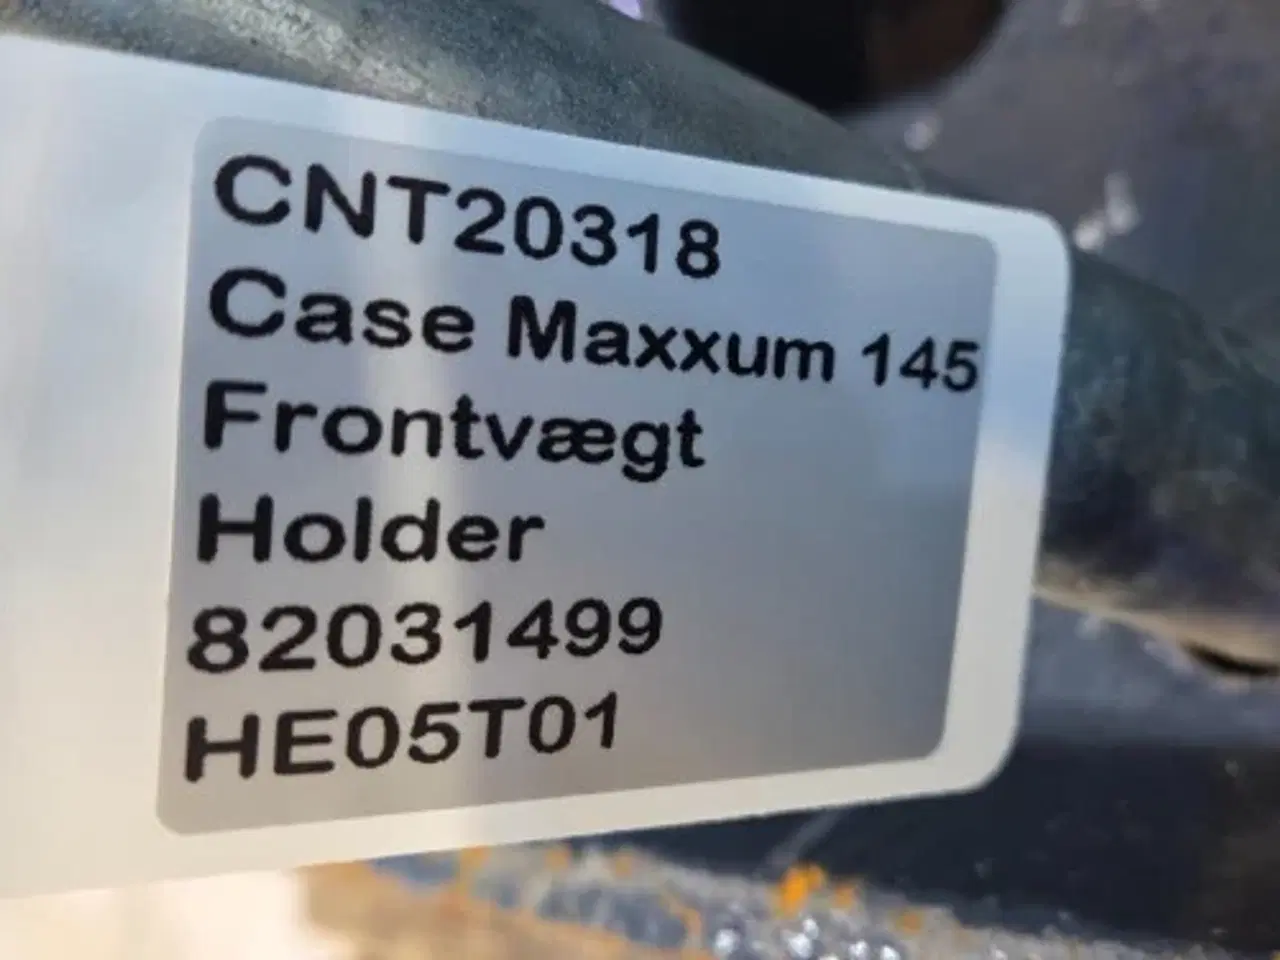 CNT20318
Case Maxxum 145
Frontvægt
Holder
82031499
HE05T01